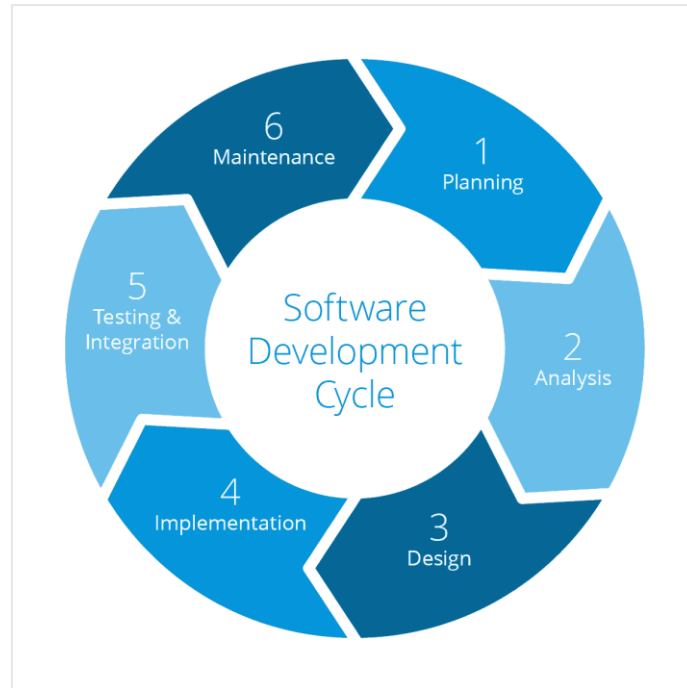 Software
Development
Cycle
1
Planning
2
Analysis
3
Design
4
Implementation
5
Testing &
Integration
6
Maintenance